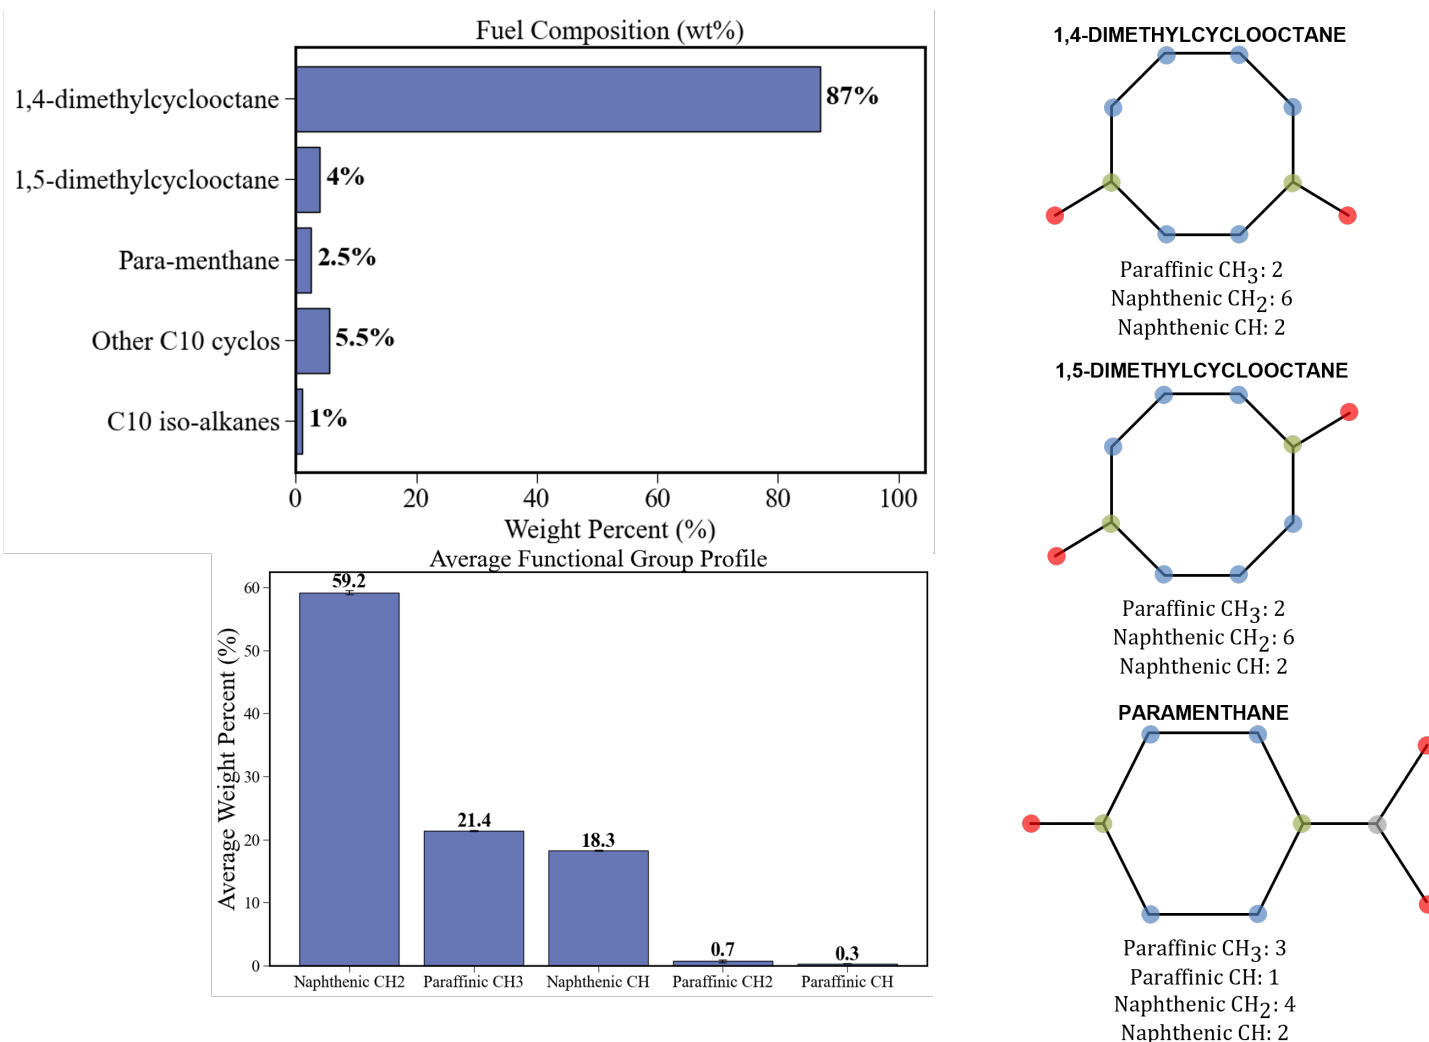 Fuel Composition (wt%)
1,4-dimethylcyclooctane
87%
1,5-dimethylcyclooctane
4%
Para-menthane
2.5%
Other C10 cyclos
5.5%
C10 iso-alkanes
1%
0 20 40 60 80 100
Weight Percent (%)
Average Functional Group Profile
Average Weight Percent (%)
60
50
40
30
20
10
0
59.2
21.4
18.3
0.7
0.3
Naphthenic CH2 Paraffinic CH3 Naphthenic CH Paraffinic CH2 Paraffinic CH
1,4-DIMETHYLCYCLOOCTANE
Paraffinic CH3: 2
Naphthenic CH2: 6
Naphthenic CH: 2
1,5-DIMETHYLCYCLOOCTANE
Paraffinic CH3: 2
Naphthenic CH2: 6
Naphthenic CH: 2
PARAMENTHANE
Paraffinic CH3: 3
Paraffinic CH: 1
Naphthenic CH2: 4
Naphthenic CH: 2